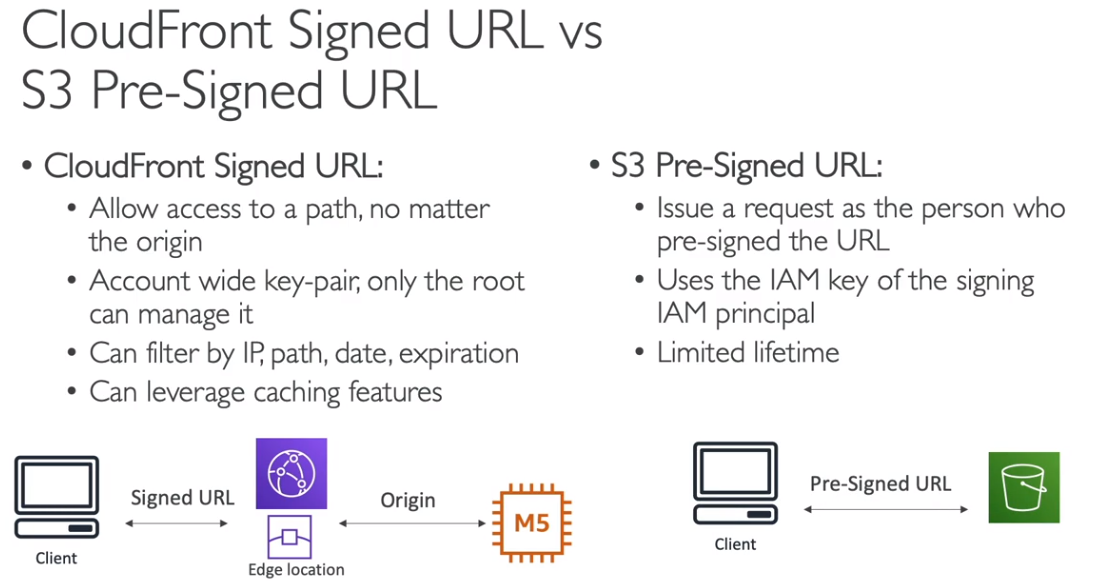 CloudFront Signed URL vs
S3 Pre-Signed URL
• CloudFront Signed URL:
• Allow access to a path, no matter
the origin
• Account wide key-pair, only the root
can manage it
• Can filter by IP, path, date, expiration
• Can leverage caching features
• S3 Pre-Signed URL:
• Issue a request as the person who
pre-signed the URL
• Uses the IAM key of the signing
IAM principal
• Limited lifetime
Client
Signed URL
Edge location
Origin
M5
Client
Pre-Signed URL